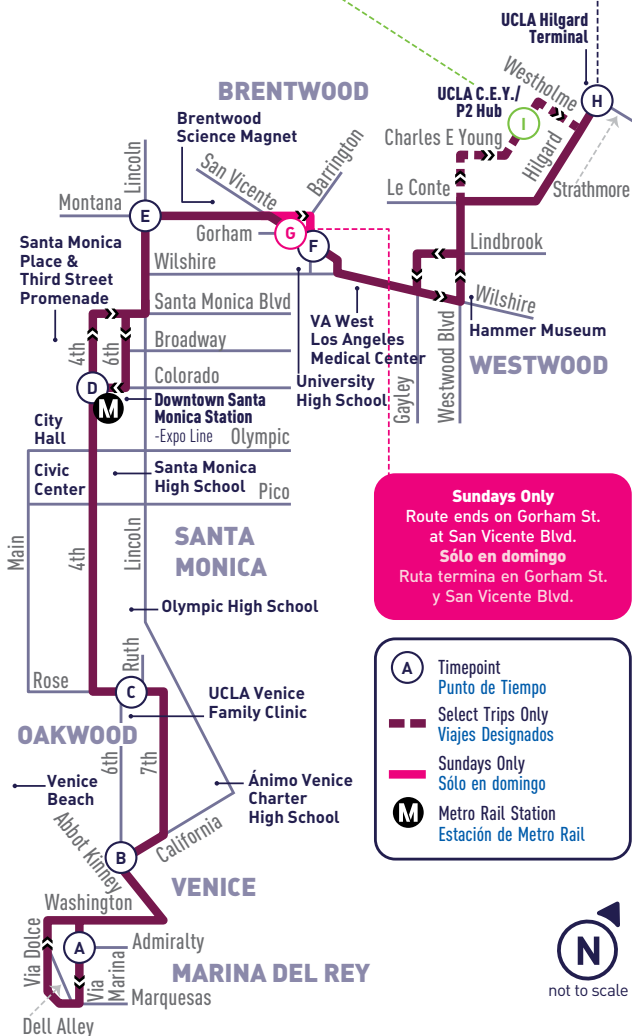 UCLA Hilgard
Terminal
BRENTWOOD
Westholme
UCLA C.E.Y./
P2 Hub
H
I
Brentwood
Science Magnet
Charles E Young
Hilgard
Lincoln
San Vicente
Barrington
Le Conte
Strathmore
Montana
E
Gorham
G
F
Lindbrook
Santa Monica
Place &
Third Street
Promenade
Wilshire
Wilshire
Santa Monica Blvd
VA West
Los Angeles
Medical Center
Hammer Museum
4th
6th
Broadway
WESTWOOD
Colorado
University
High School
Gayley
Westwood Blvd
D
M
Downtown Santa
Monica Station
-Expo Line
City
Hall
Olympic
Civic
Center
Santa Monica
High School
Pico
Sundays Only
Route ends on Gorham St.
at San Vicente Blvd.
Sólo en domingo
Ruta termina en Gorham St.
y San Vicente Blvd.
Main
4th
Lincoln
SANTA
MONICA
Olympic High School
Ruth
Rose
C
UCLA Venice
Family Clinic
OAKWOOD
6th
7th
Venice
Beach
Ánimo Venice
Charter
High School
Abbot Kinney
California
B
VENICE
Washington
Via Dolce
A
Admiralty
Via
Marina
MARINA DEL REY
Marquesas
Dell Alley
A
Timepoint
Punto de Tiempo
Select Trips Only
Viajes Designados
Sundays Only
Sólo en domingo
M
Metro Rail Station
Estación de Metro Rail
N
not to scale